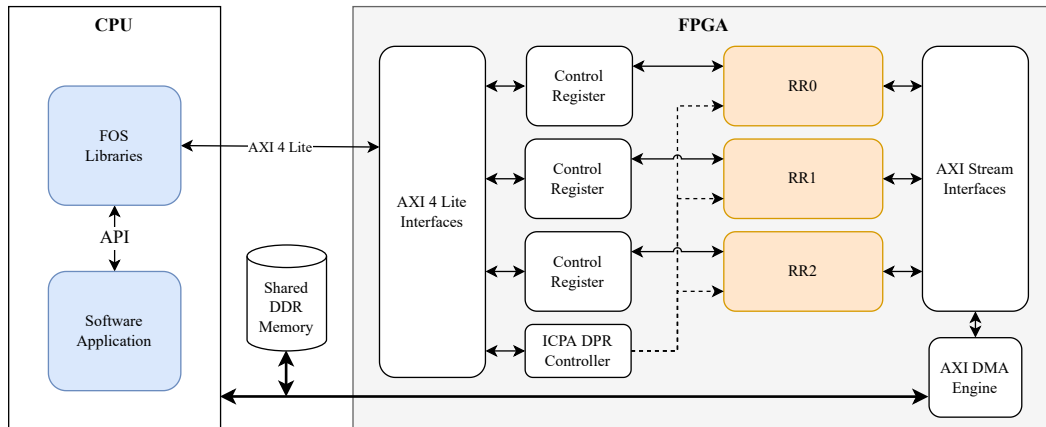 CPU
FPGA
FOS
Libraries
API
Software
Application
AXI 4 Lite
Shared
DDR
Memory
AXI 4 Lite
Interfaces
Control
Register
Control
Register
Control
Register
ICPA DPR
Controller
RR0
RR1
RR2
AXI Stream
Interfaces
AXI DMA
Engine